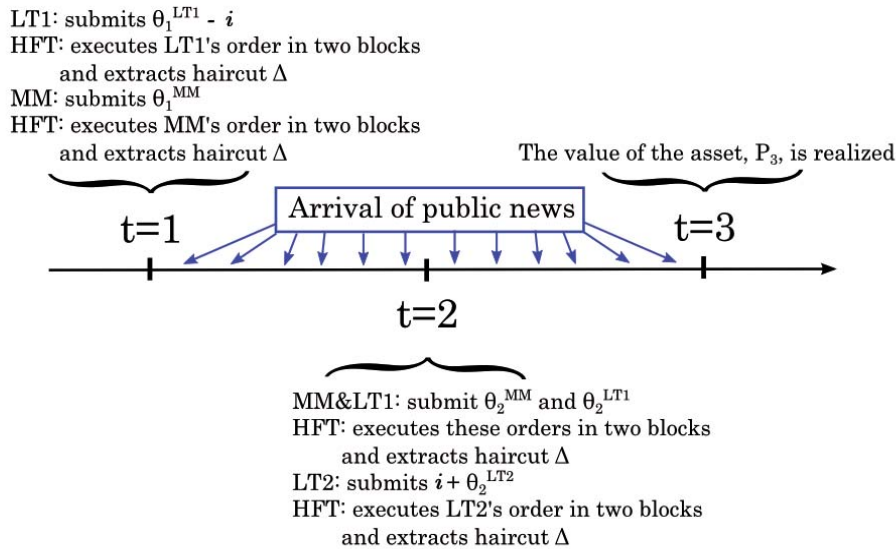 LT1: submits θ₁ᴸᵀ¹ - i
HFT: executes LT1's order in two blocks
and extracts haircut Δ
MM: submits θ₁ᴹᴹ
HFT: executes MM's order in two blocks
and extracts haircut Δ
The value of the asset, P₃, is realized
Arrival of public news
t=1
t=3
t=2
MM&LT1: submit θ₂ᴹᴹ and θ₂ᴸᵀ¹
HFT: executes these orders in two blocks
and extracts haircut Δ
LT2: submits i + θ₂ᴸᵀ²
HFT: executes LT2's order in two blocks
and extracts haircut Δ